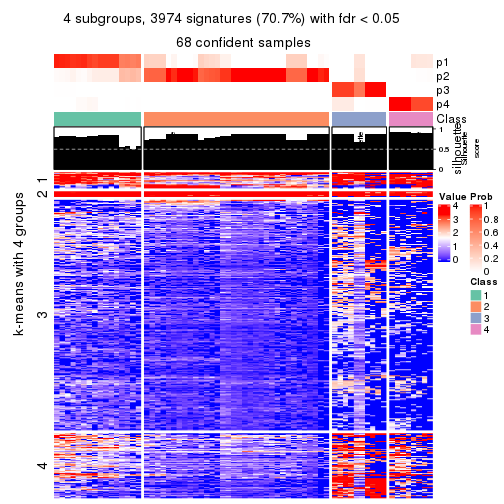 4 subgroups, 3974 signatures (70.7%) with fdr < 0.05
68 confident samples
p1
p2
p3
p4
Class
1
0.5
0
silhouette
Silhouette
score
k-means with 4 groups
1
2
3
4
Value
4
3
2
1
0
Prob
1
0.8
0.6
0.4
0.2
0
Class
1
2
3
4